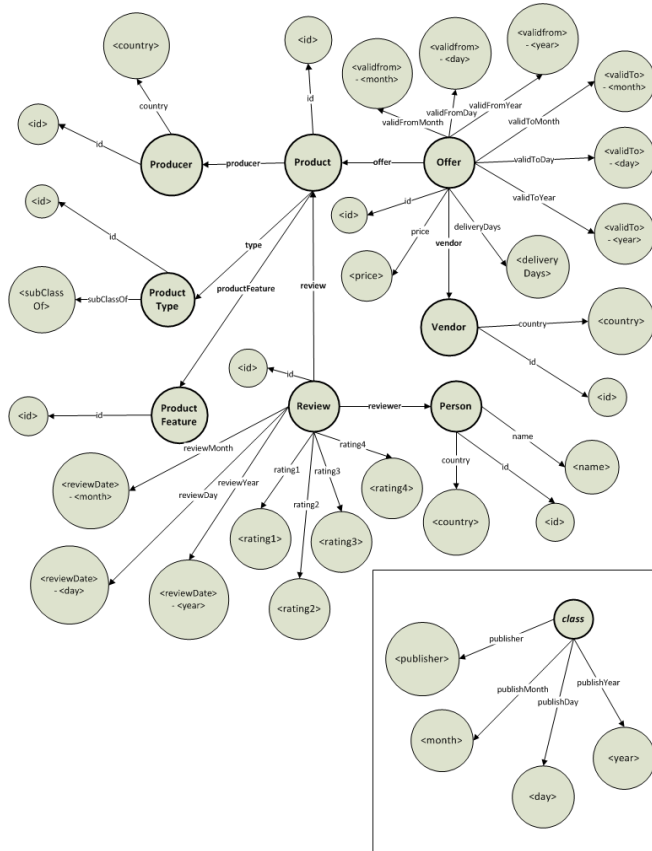 <country>
<id>
<validfrom>
- <month>
<validfrom>
- <day>
<validfrom>
- <year>
<validTo>
- <month>
country
id
validFromMonth
validFromDay
validFromYear
validToMonth
<id>
id
Producer
producer
Product
offer
Offer
validToDay
<validTo>
- <day>
<id>
id
type
<id>
id
price
vendor
deliveryDays
validToYear
<validTo>
- <year>
<subClass
Of>
subClassOf
Product
Type
productFeature
review
<price>
<delivery
Days>
Vendor
country
<country>
id
<id>
<id>
id
<id>
id
Product
Feature
Review
reviewer
Person
name
<name>
reviewMonth
reviewDay
reviewYear
rating1
rating2
rating3
rating4
country
id
<reviewDate>
- <month>
<rating4>
<country>
<id>
<rating1>
<rating3>
<reviewDate>
- <day>
<reviewDate>
- <year>
<rating2>
class
publisher
<publisher>
publishMonth
publishDay
publishYear
<month>
<year>
<day>